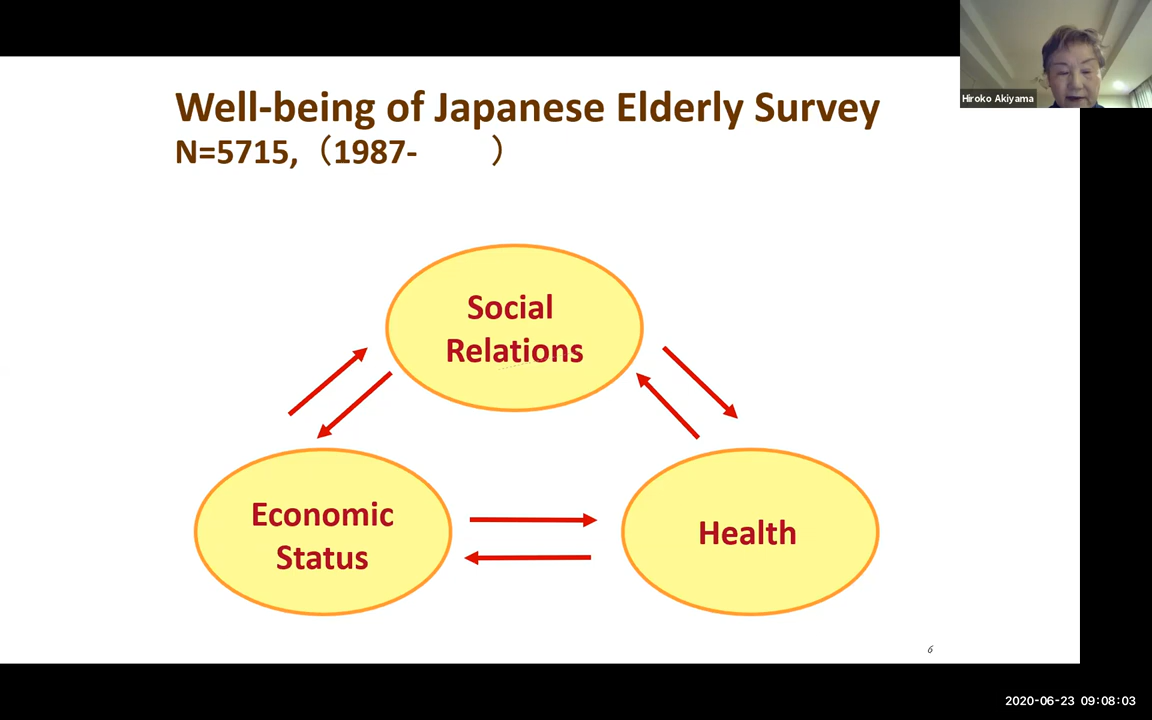 Hiroko Akiyama
Well-being of Japanese Elderly Survey
N=5715,（1987-　　）
Social
Relations
Economic
Status
Health
6
2020-06-23 09:08:03